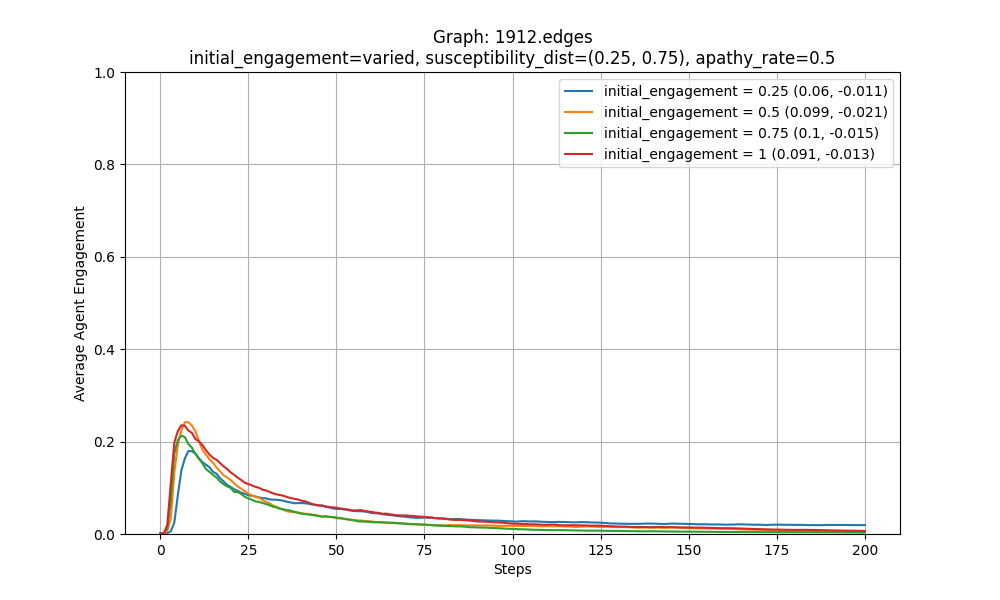 Graph: 1912.edges
initial_engagement=varied, susceptibility_dist=(0.25, 0.75), apathy_rate=0.5
initial_engagement = 0.25 (0.06, -0.011)
initial_engagement = 0.5 (0.099, -0.021)
initial_engagement = 0.75 (0.1, -0.015)
initial_engagement = 1 (0.091, -0.013)
Average Agent Engagement
1.0
0.8
0.6
0.4
0.2
0.0
0 25 50 75 100 125 150 175 200
Steps